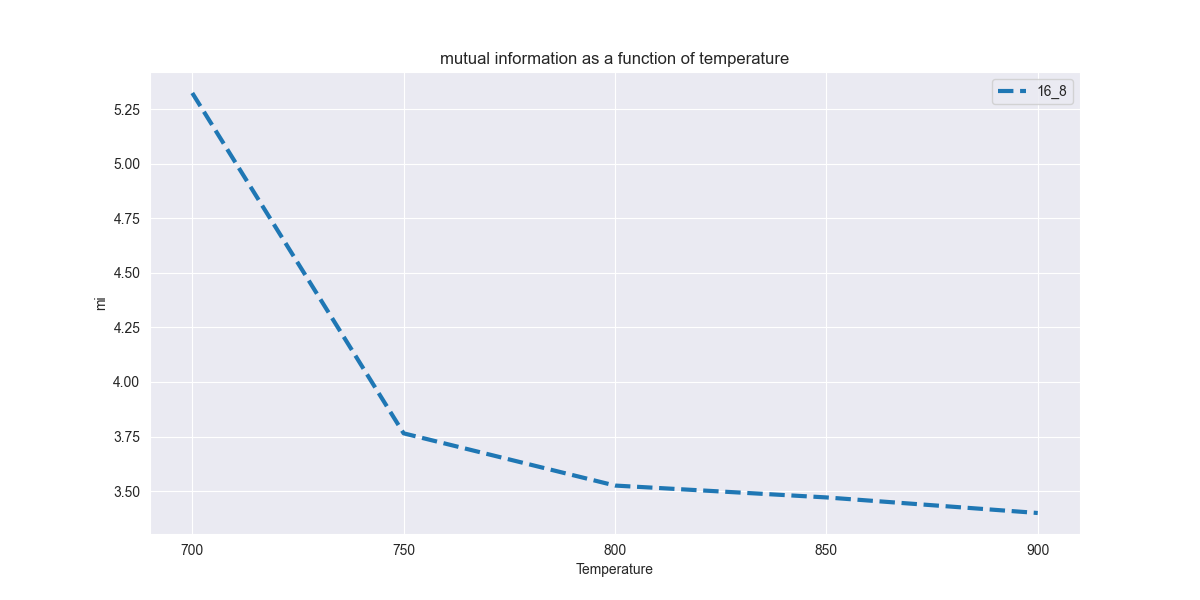 mutual information as a function of temperature
16_8
5.25
5.00
4.75
4.50
4.25
4.00
3.75
3.50
mi
700 750 800 850 900
Temperature